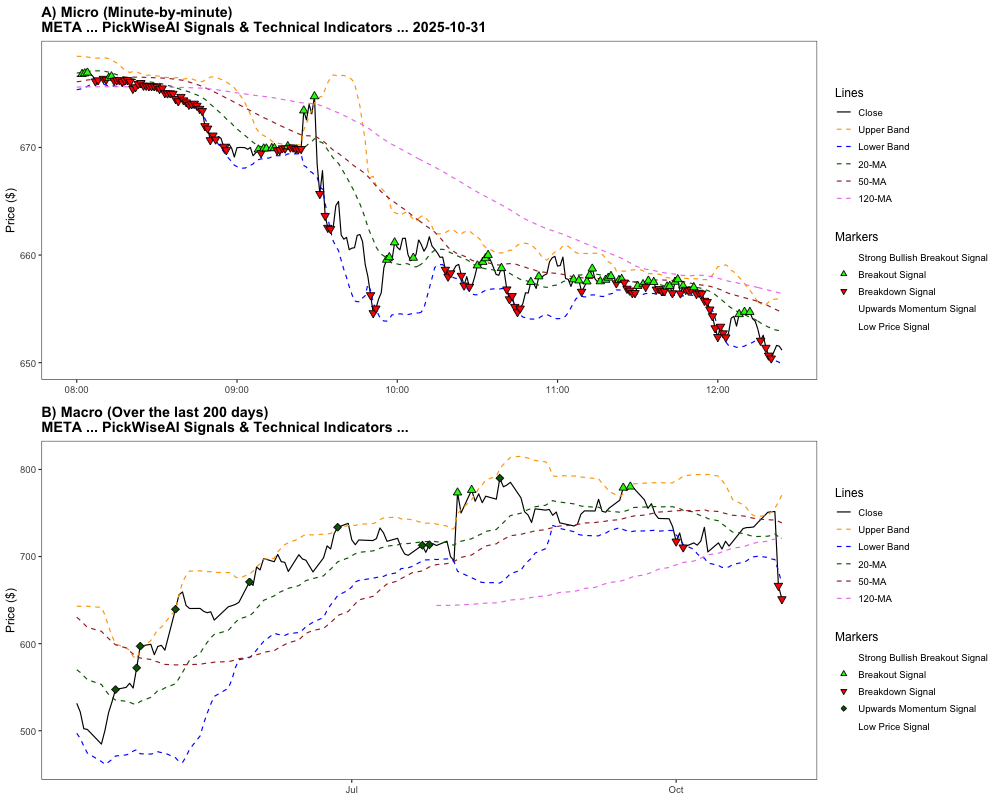 A) Micro (Minute-by-minute)
META ... PickWiseAI Signals & Technical Indicators ... 2025-10-31
Price ($)
670
660
650
08:00
09:00
10:00
11:00
12:00
Lines
Close
Upper Band
Lower Band
20-MA
50-MA
120-MA
Markers
Strong Bullish Breakout Signal
Breakout Signal
Breakdown Signal
Upwards Momentum Signal
Low Price Signal
B) Macro (Over the last 200 days)
META ... PickWiseAI Signals & Technical Indicators ...
Price ($)
800
700
600
500
Jul
Oct
Lines
Close
Upper Band
Lower Band
20-MA
50-MA
120-MA
Markers
Strong Bullish Breakout Signal
Breakout Signal
Breakdown Signal
Upwards Momentum Signal
Low Price Signal